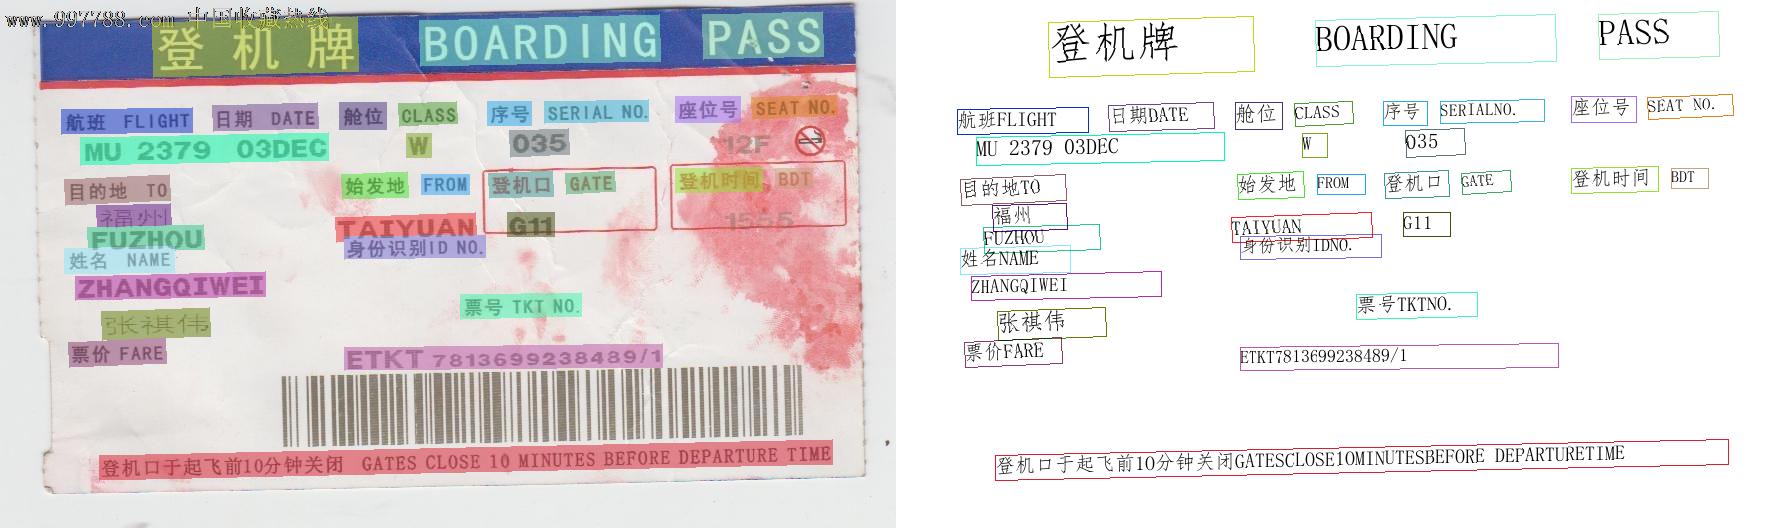 www.997788.com 中国收藏热线
登机牌 BOARDING PASS
航班 FLIGHT 日期 DATE 舱位 CLASS 序号 SERIAL NO. 座位号 SEAT NO.
MU 2379 03DEC W 035 12F
目的地 TO 始发地 FROM 登机口 GATE 登机时间 BDT
福州 TAIYUAN G11 1555
FUZHOU
姓名 NAME 身份识别ID NO.
ZHANGQIWEI
票号 TKT NO.
张祺伟
票价 FARE ETKT 7813699238489/1
登机口于起飞前10分钟关闭 GATES CLOSE 10 MINUTES BEFORE DEPARTURE TIME
登机牌 BOARDING PASS
航班FLIGHT 日期DATE 舱位 CLASS 序号 SERIALNO. 座位号 SEAT NO.
MU 2379 03DEC W 035
目的地TO 始发地 FROM 登机口 GATE 登机时间 BDT
福州 TAIYUAN G11
FUZHOU 身份识别IDNO.
姓名NAME
ZHANGQIWEI
票号TKTNO.
张祺伟
票价FARE ETKT7813699238489/1
登机口于起飞前10分钟关闭GATESCLOSE10MINUTESBEFORE DEPARTURETIME